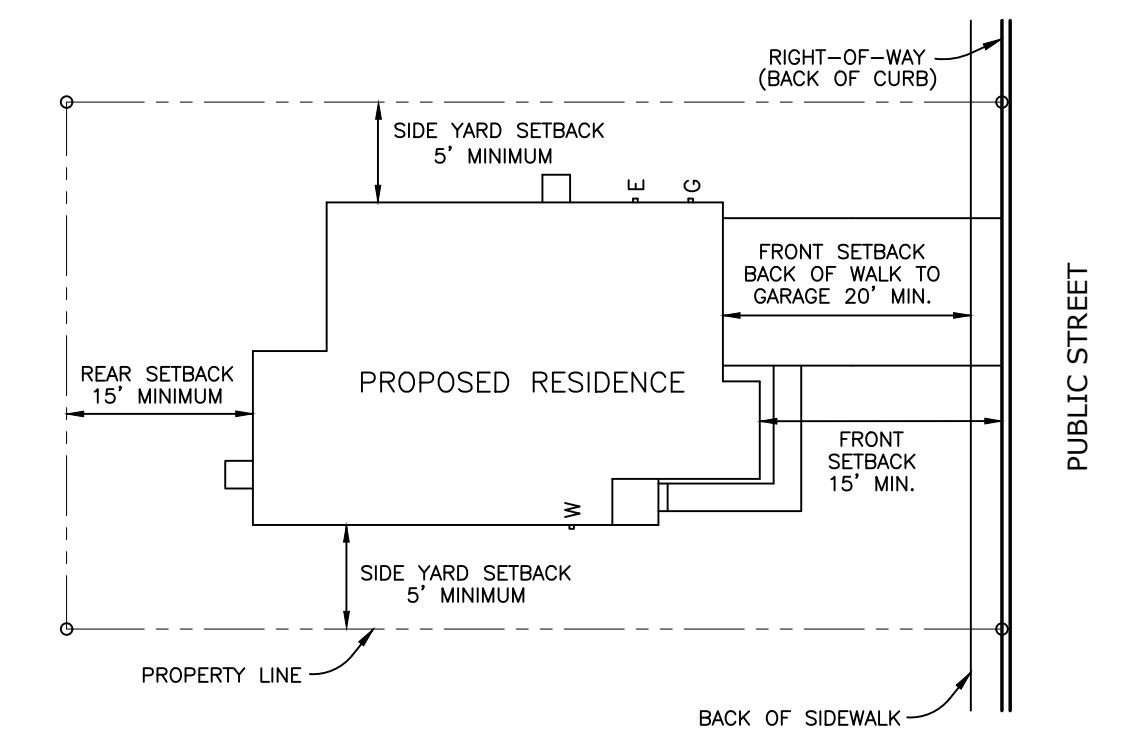 RIGHT-OF-WAY
(BACK OF CURB)
SIDE YARD SETBACK
5' MINIMUM
E
G
FRONT SETBACK
BACK OF WALK TO
GARAGE 20' MIN.
PUBLIC STREET
REAR SETBACK
15' MINIMUM
PROPOSED RESIDENCE
FRONT
SETBACK
15' MIN.
W
SIDE YARD SETBACK
5' MINIMUM
PROPERTY LINE
BACK OF SIDEWALK